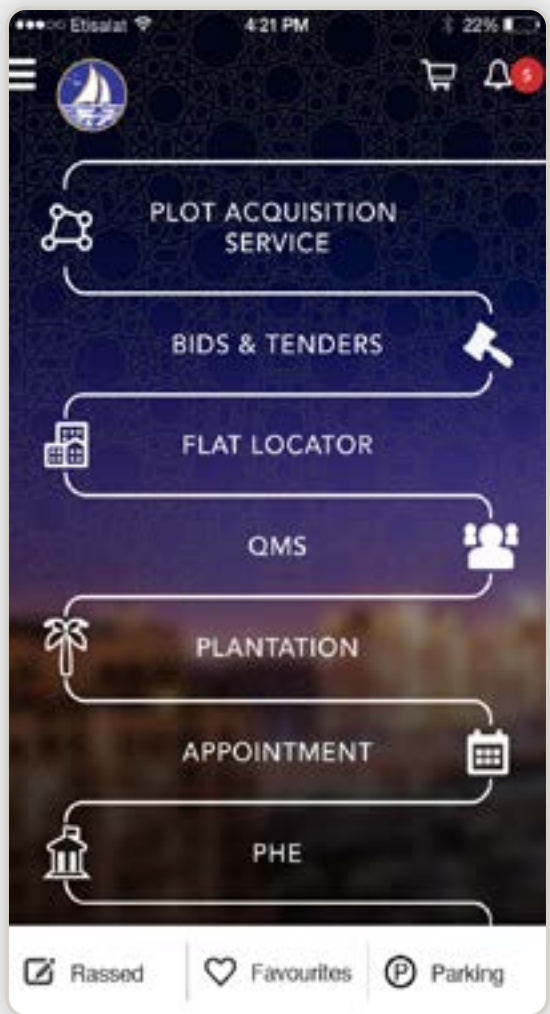 Etisalat 4:21 PM 22%
5
PLOT ACQUISITION
SERVICE
BIDS & TENDERS
FLAT LOCATOR
QMS
PLANTATION
APPOINTMENT
PHE
Rassed Favourites P Parking